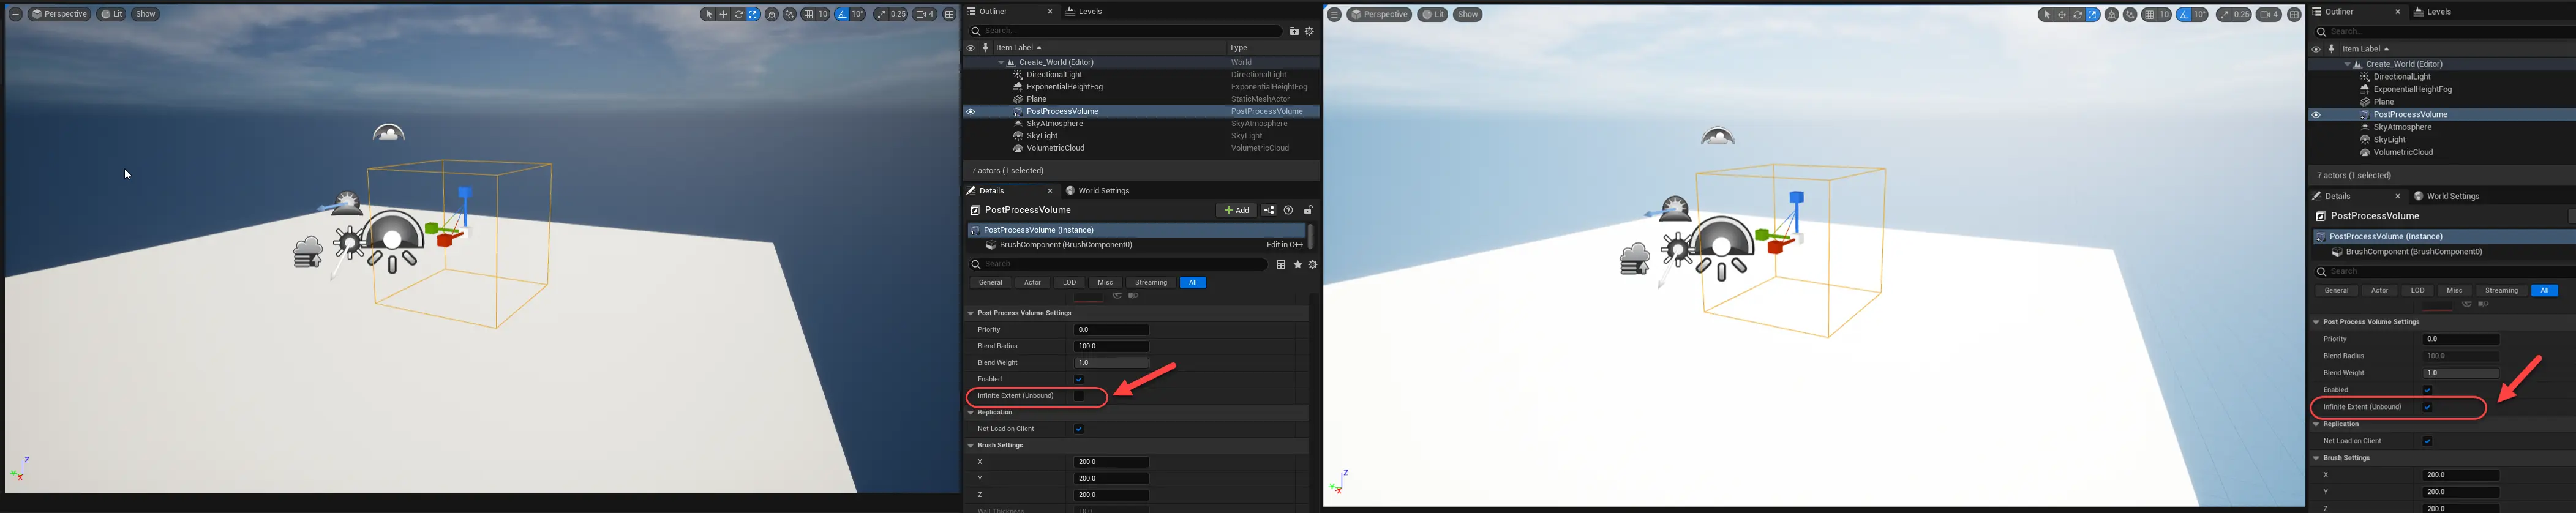 Perspective Lit Show 10 10° 0.25 4
Outliner × Levels
Search...
Item Label Type
Create_World (Editor) World
DirectionalLight DirectionalLight
ExponentialHeightFog ExponentialHeightFog
Plane StaticMeshActor
PostProcessVolume PostProcessVolume
SkyAtmosphere SkyAtmosphere
SkyLight SkyLight
VolumetricCloud VolumetricCloud
7 actors (1 selected)
Details × World Settings
PostProcessVolume + Add
PostProcessVolume (Instance)
BrushComponent (BrushComponent0) Edit in C++
Search
General Actor LOD Misc Streaming All
Post Process Volume Settings
Priority 0.0
Blend Radius 100.0
Blend Weight 1.0
Enabled
Infinite Extent (Unbound)
Replication
Net Load on Client
Brush Settings
X 200.0
Y 200.0
Z 200.0
Wall Thickness 10.0
Z
X
Perspective Lit Show 10 10° 0.25 4
Outliner × Levels
Search...
Item Label
Create_World (Editor)
DirectionalLight
ExponentialHeightFog
Plane
PostProcessVolume
SkyAtmosphere
SkyLight
VolumetricCloud
7 actors (1 selected)
Details × World Settings
PostProcessVolume
PostProcessVolume (Instance)
BrushComponent (BrushComponent0)
Search
General Actor LOD Misc Streaming All
Post Process Volume Settings
Priority 0.0
Blend Radius 100.0
Blend Weight 1.0
Enabled
Infinite Extent (Unbound)
Replication
Net Load on Client
Brush Settings
X 200.0
Y 200.0
Z 200.0
Z
X